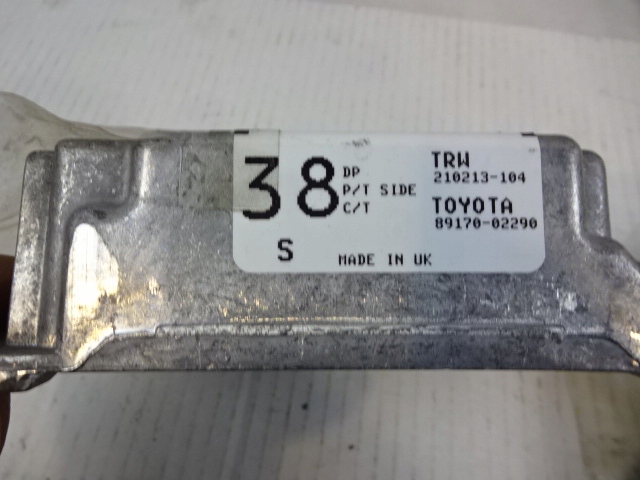 38
DP
P/T SIDE
C/T
S
MADE IN UK
TRW
210213-104
TOYOTA
89170-02290